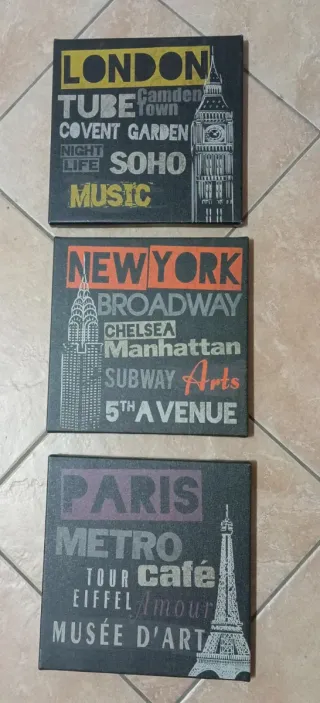 LONDON
TUBE Camden Town
COVENT GARDEN
NIGHT LIFE SOHO
MUSIC
NEW YORK
BROADWAY
CHELSEA
Manhattan
SUBWAY Arts
5TH AVENUE
PARIS
METRO
TOUR EIFFEL café
Amour
MUSÉE D'ART